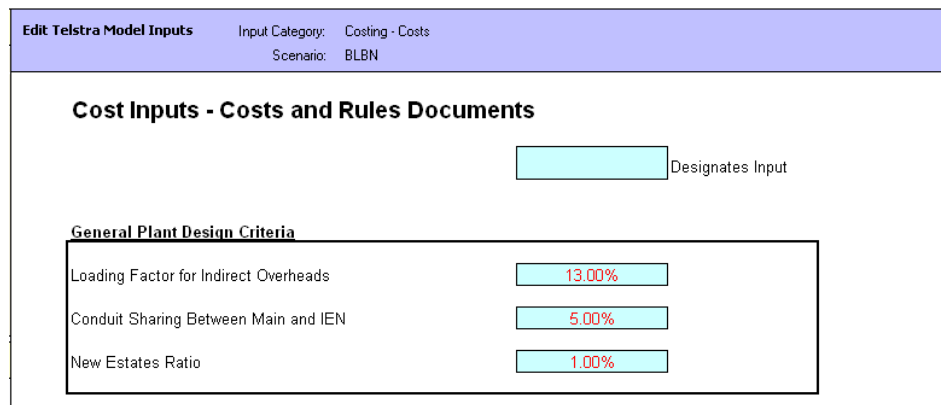 Edit Telstra Model Inputs Input Category: Costing - Costs
Scenario: BLBN
Cost Inputs - Costs and Rules Documents
Designates Input
General Plant Design Criteria
Loading Factor for Indirect Overheads 13.00%
Conduit Sharing Between Main and IEN 5.00%
New Estates Ratio 1.00%